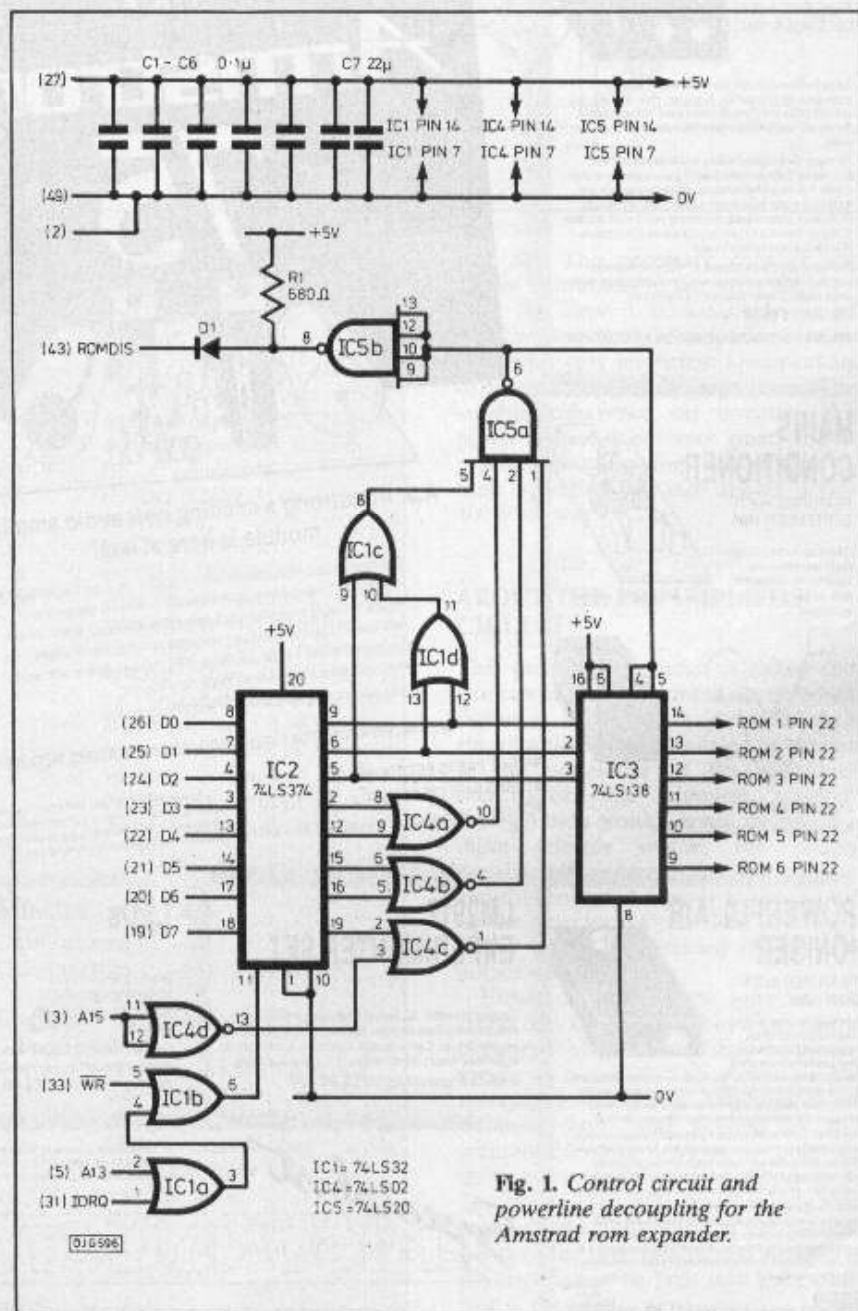 (27) C1 - C6 0·1μ C7 22μ +5V
IC1 PIN 14 IC4 PIN 14 IC5 PIN 14
IC1 PIN 7 IC4 PIN 7 IC5 PIN 7
(49) 0V
(2)
+5V
R1
680Ω
D1
(43) ROMDIS
8
IC5b
13
12
10
9
6
IC5a
5 4 2 1
8
IC1c
9 10
11
IC1d
13 12
+5V
20
+5V
16 6 4 5
(26) D0 8 9 1 14 ROM 1 PIN 22
(25) D1 7 6 2 13 ROM 2 PIN 22
(24) D2 4 5 3 12 ROM 3 PIN 22
(23) D3 3 2 11 ROM 4 PIN 22
(22) D4 13 12 10 ROM 5 PIN 22
(21) D5 14 15 9 ROM 6 PIN 22
(20) D6 17 16
(19) D7 18 19
IC2
74LS374
11 1 10
IC3
74LS138
8
8
9
IC4a
10
6
5
IC4b
4
2
3
IC4c
1
(3) A15 11
12
IC4d
13
(33) WR 5
4
IC1b
6
0V
(5) A13 2
(31) IORQ 1
IC1a
3
IC1= 74LS32
IC4=74LS02
IC5 =74LS20
Fig. 1. Control circuit and
powerline decoupling for the
Amstrad rom expander.